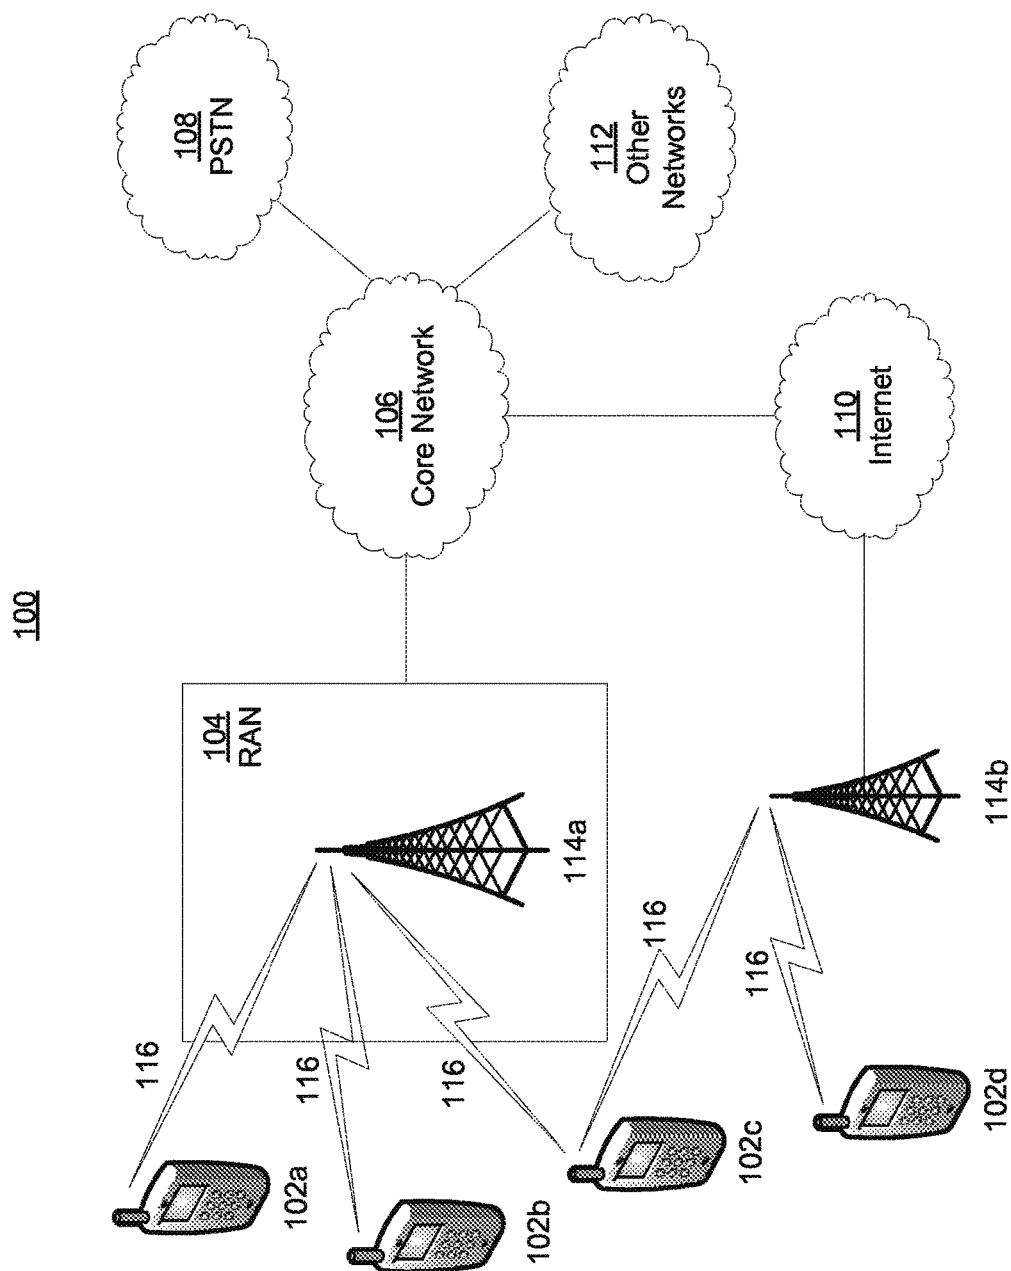 100
108
PSTN
106
Core Network
112
Other
Networks
110
Internet
104
RAN
114a
114b
116
116
116
116
116
102a
102b
102c
102d